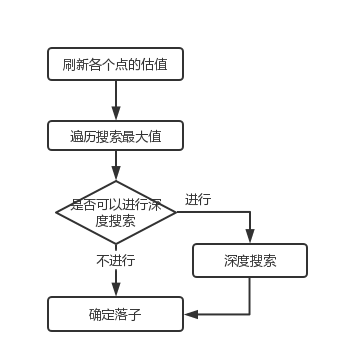 刷新各个点的估值
遍历搜索最大值
是否可以进行深
度搜索
进行
不进行
深度搜索
确定落子